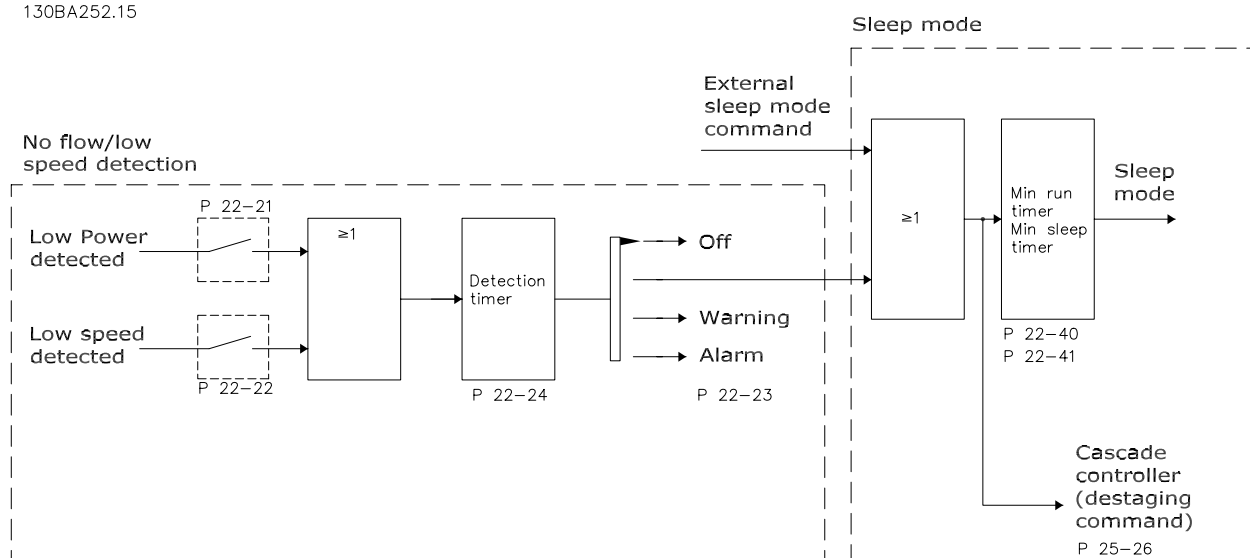 130BA252.15
Sleep mode
External
sleep mode
command
No flow/low
speed detection
P 22-21
Low Power
detected
≥1
Detection
timer
Off
Warning
Alarm
Low speed
detected
P 22-22
P 22-24
P 22-23
≥1
Min run
timer
Min sleep
timer
Sleep
mode
P 22-40
P 22-41
Cascade
controller
(destaging
command)
P 25-26